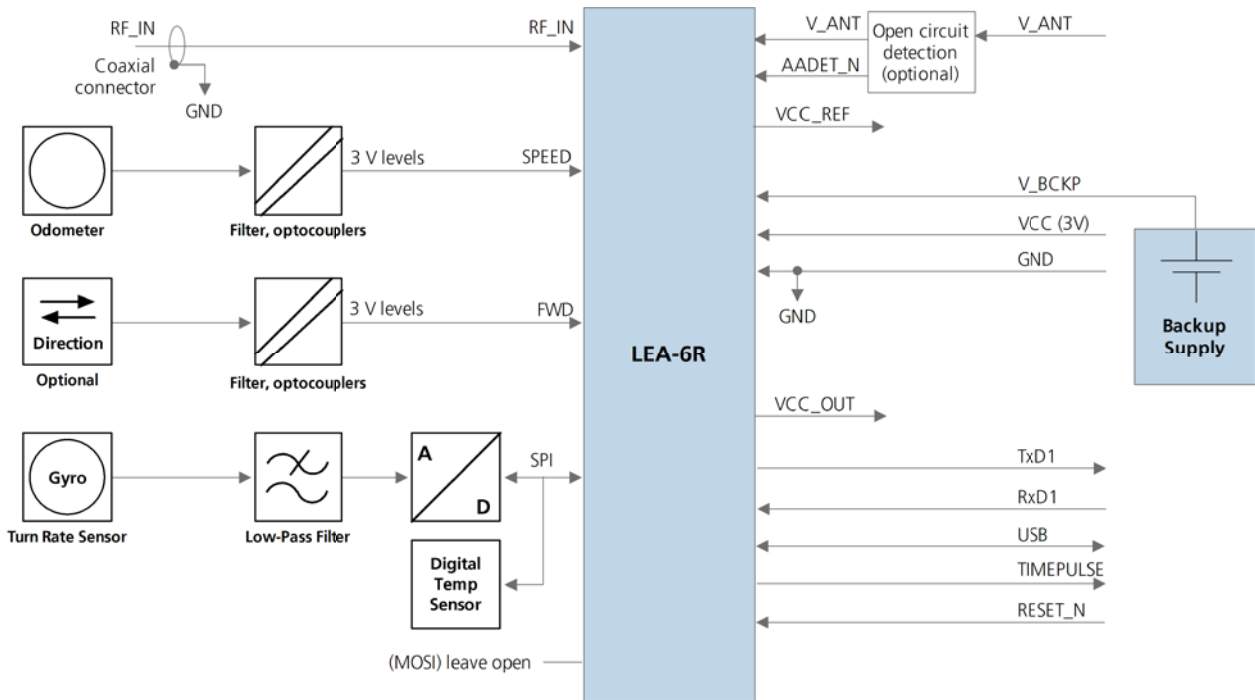 RF_IN
RF_IN
Coaxial
connector
GND
V_ANT
Open circuit
detection
(optional)
V_ANT
AADET_N
VCC_REF
Odometer
Filter, optocouplers
3 V levels
SPEED
V_BCKP
VCC (3V)
GND
GND
Backup
Supply
Direction
Optional
Filter, optocouplers
3 V levels
FWD
LEA-6R
VCC_OUT
Gyro
Turn Rate Sensor
Low-Pass Filter
A
D
SPI
Digital
Temp
Sensor
(MOSI) leave open
TxD1
RxD1
USB
TIMEPULSE
RESET_N